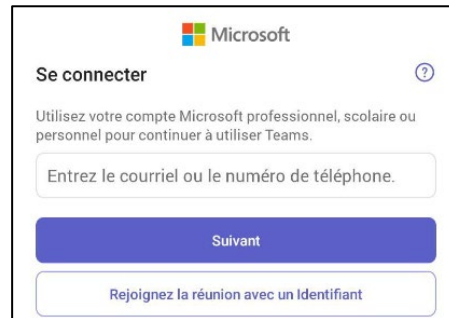 Microsoft
Se connecter ?
Utilisez votre compte Microsoft professionnel, scolaire ou
personnel pour continuer à utiliser Teams.
Entrez le courriel ou le numéro de téléphone.
Suivant
Rejoignez la réunion avec un Identifiant